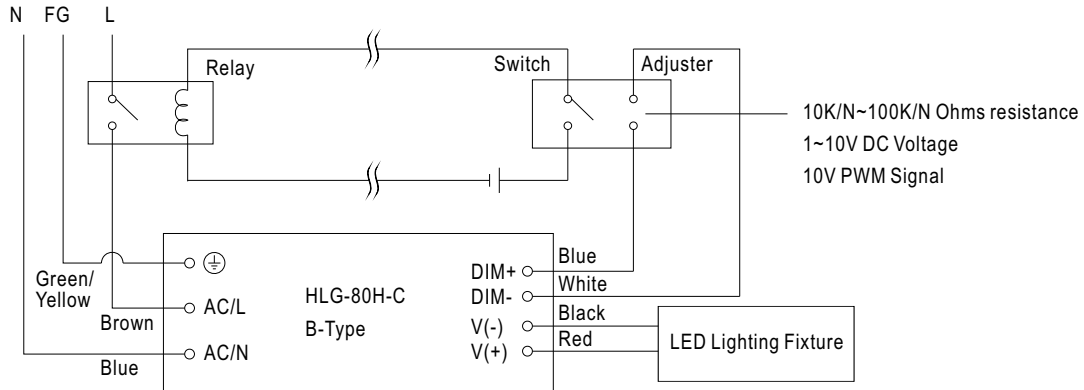 N FG L
Relay
Switch
Adjuster
10K/N~100K/N Ohms resistance
1~10V DC Voltage
10V PWM Signal
Green/
Yellow
Brown
Blue
AC/L
AC/N
HLG-80H-C
B-Type
DIM+
DIM-
V(-)
V(+)
Blue
White
Black
Red
LED Lighting Fixture